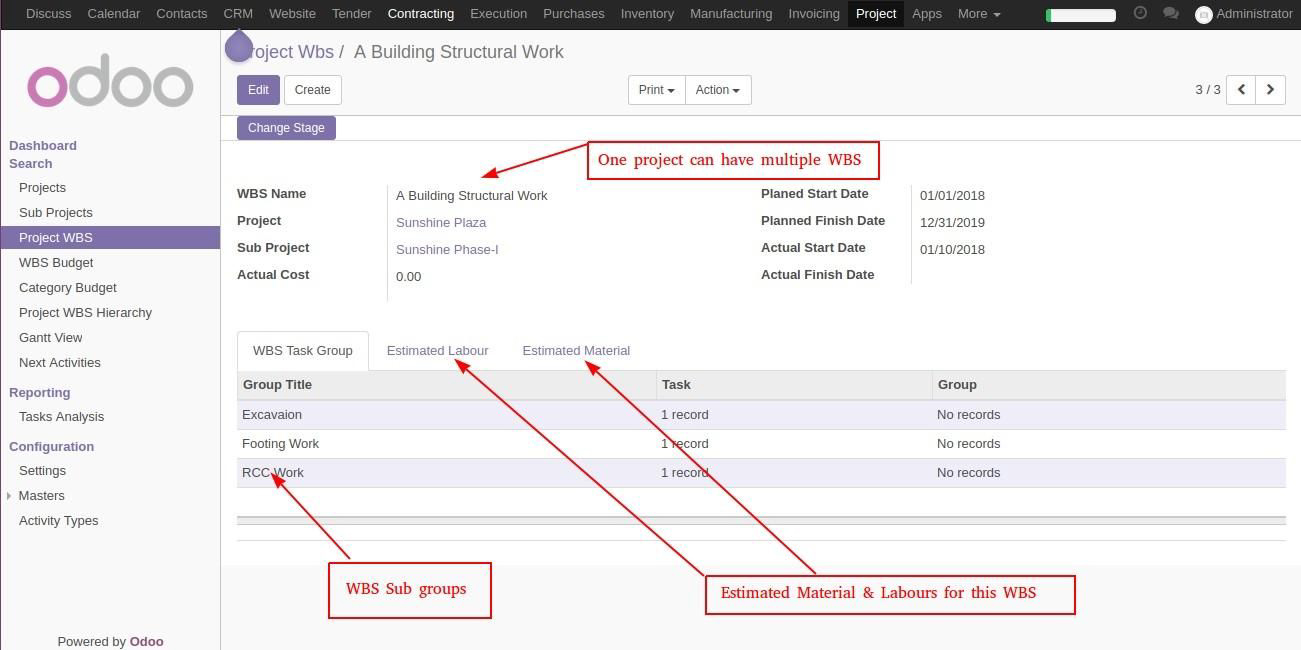 Discuss Calendar Contacts CRM Website Tender Contracting Execution Purchases Inventory Manufacturing Invoicing Project Apps More Administrator
odoo
roject Wbs / A Building Structural Work
Edit Create Print Action 3 / 3
Change Stage
Dashboard
Search
Projects
Sub Projects
Project WBS
WBS Budget
Category Budget
Project WBS Hierarchy
Gantt View
Next Activities
Reporting
Tasks Analysis
Configuration
Settings
Masters
Activity Types
Powered by Odoo
One project can have multiple WBS
WBS Name A Building Structural Work Planed Start Date 01/01/2018
Project Sunshine Plaza Planned Finish Date 12/31/2019
Sub Project Sunshine Phase-I Actual Start Date 01/10/2018
Actual Cost 0.00 Actual Finish Date
WBS Task Group Estimated Labour Estimated Material
Group Title Task Group
Excavaion 1 record No records
Footing Work 1 record No records
RCC Work 1 record No records
WBS Sub groups
Estimated Material & Labours for this WBS